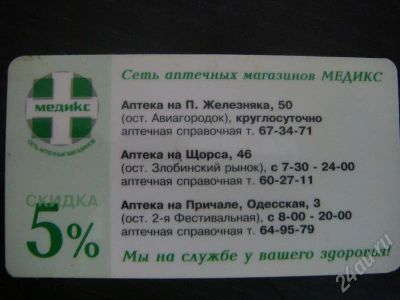 Сеть аптечных магазинов МЕДИКС
медикс
СЕТЬ АПТЕЧНЫХ МАГАЗИНОВ
Аптека на П. Железняка, 50
(ост. Авиагородок), круглосуточно
аптечная справочная т. 67-34-71
Аптека на Щорса, 46
(ост. Злобинский рынок), с 7-30 - 24-00
аптечная справочная т. 60-27-11
СКИДКА
5%
Аптека на Причале, Одесская, 3
(ост. 2-я Фестивальная), с 8-00 - 20-00
аптечная справочная т. 64-95-79
Мы на службе у вашего здоровья!
24au.ru